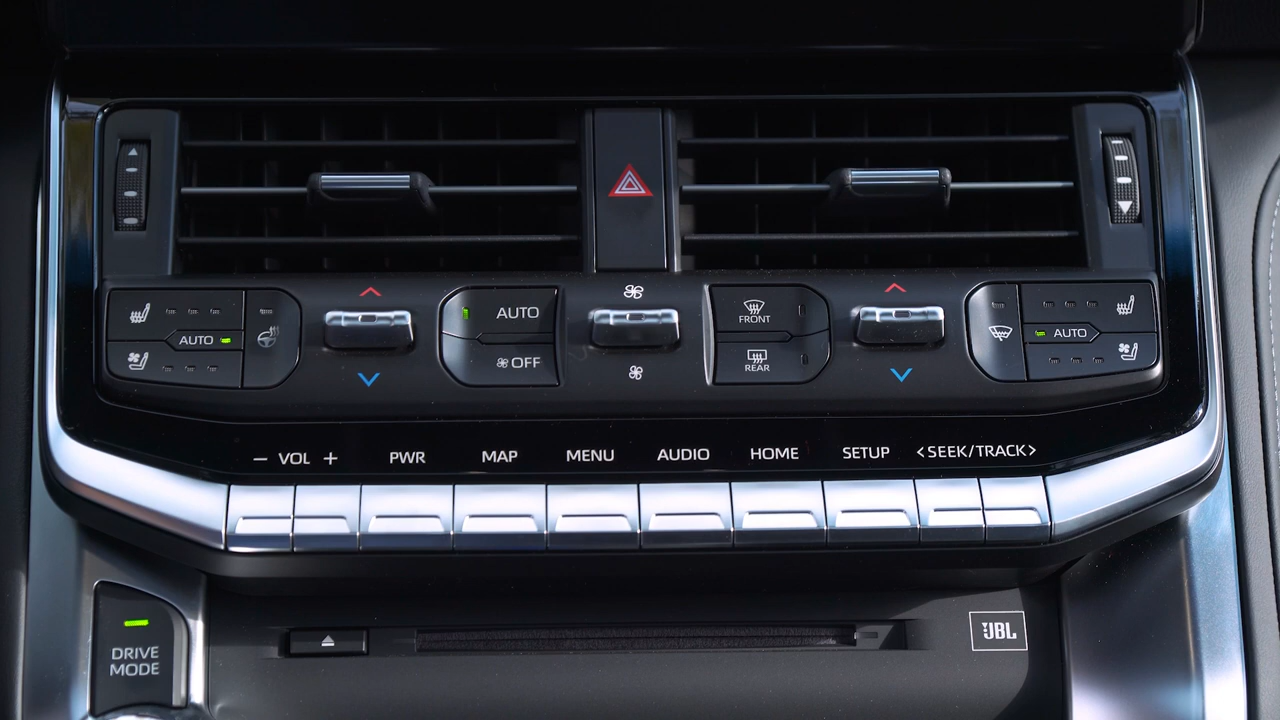 AUTO
AUTO
OFF
FRONT
REAR
AUTO
− VOL + PWR MAP MENU AUDIO HOME SETUP <SEEK/TRACK>
DRIVE
MODE
JBL